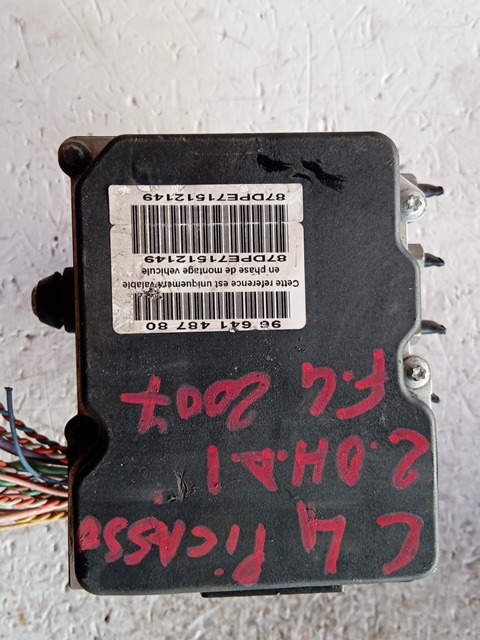 C4 PiCASSO
2.0H.D.I
F.G 2007
96 641 487 80
Cette reference est uniquement valable
en phase de montage vehicule
87DPE71512149
87DPE71512149